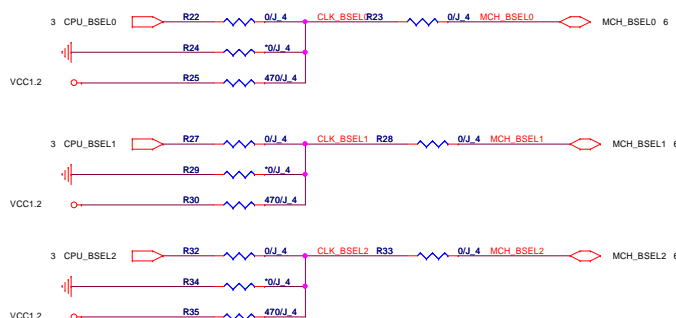 3 CPU_BSEL0 R22 0/J_4 CLK_BSEL0 R23 0/J_4 MCH_BSEL0 MCH_BSEL0 6
R24 *0/J_4
VCC1.2 R25 470/J_4
3 CPU_BSEL1 R27 0/J_4 CLK_BSEL1 R28 0/J_4 MCH_BSEL1 MCH_BSEL1 6
R29 *0/J_4
VCC1.2 R30 470/J_4
3 CPU_BSEL2 R32 0/J_4 CLK_BSEL2 R33 0/J_4 MCH_BSEL2 MCH_BSEL2 6
R34 *0/J_4
VCC1.2 R35 470/J_4